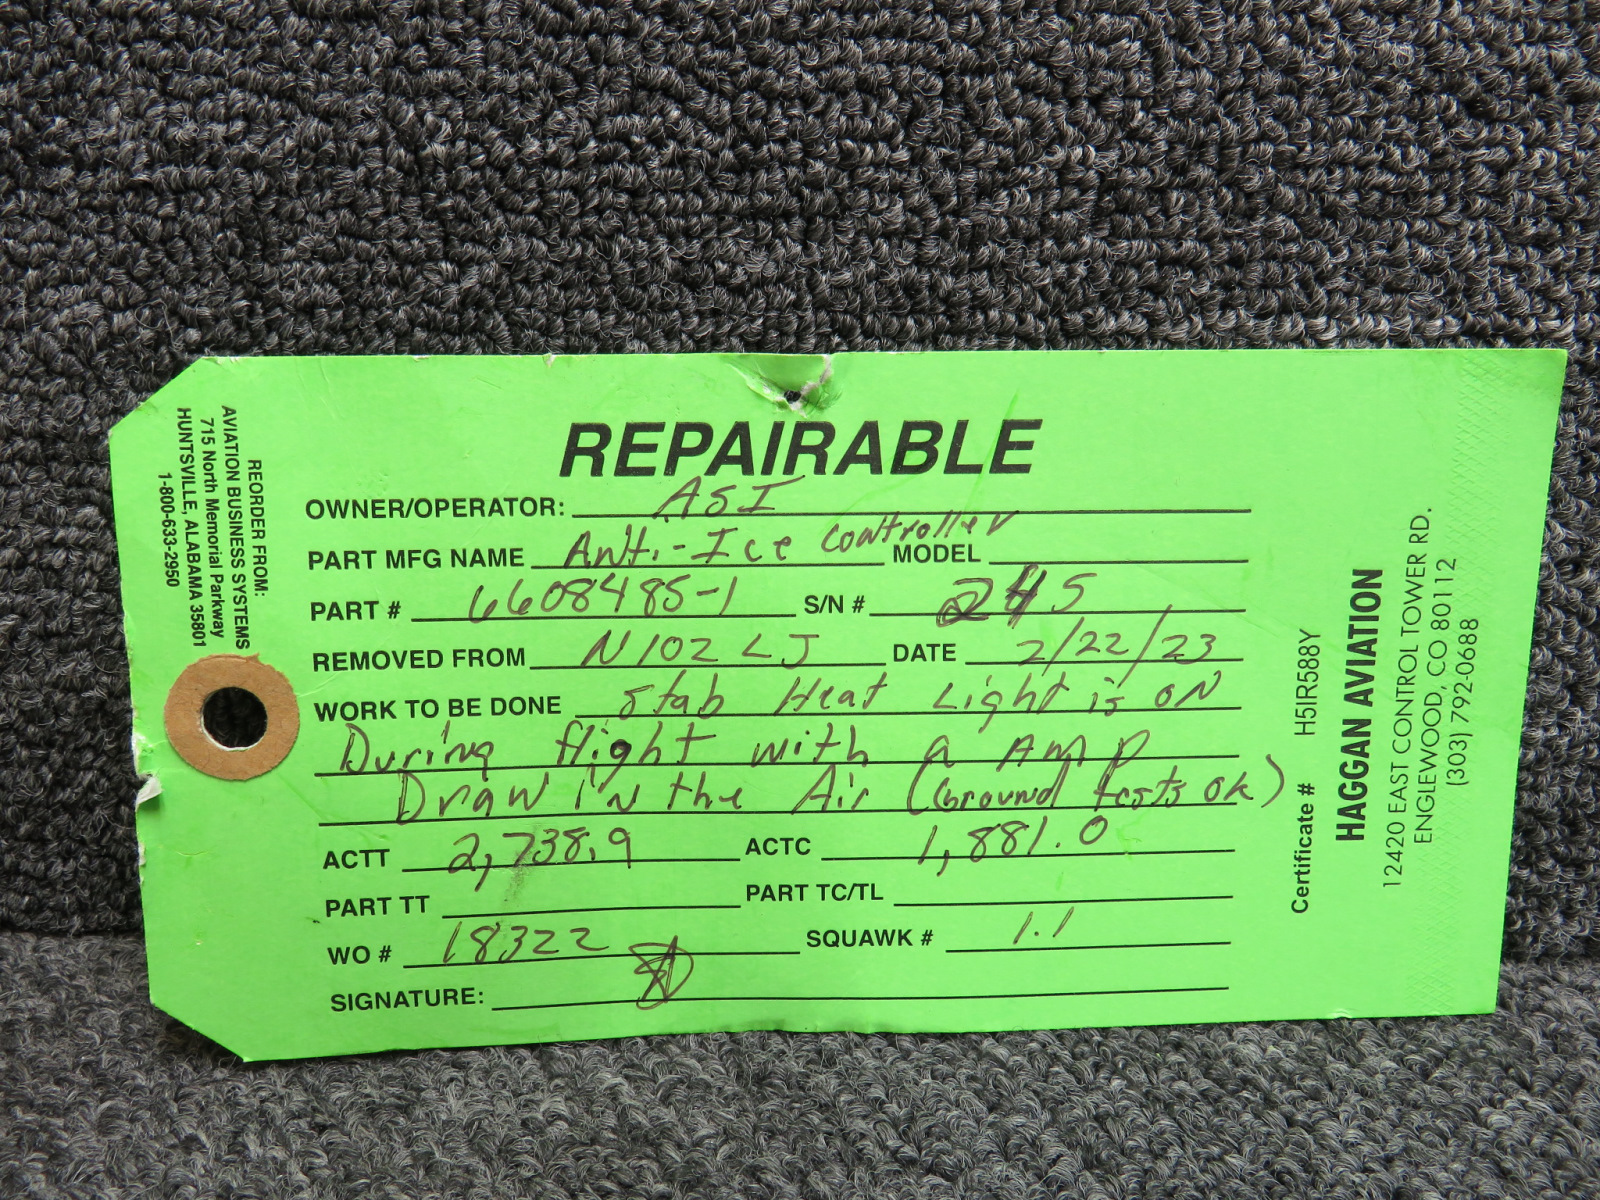 REPAIRABLE
OWNER/OPERATOR: ASI
PART MFG NAME Anti-Ice controller MODEL
PART # 6608485-1 S/N # 245
REMOVED FROM N102LJ DATE 2/22/23
WORK TO BE DONE Stab Heat Light is ON
During flight with a Amp
Draw in the Air (Ground tests ok)
ACTT 2,738.9 ACTC 1,881.0
PART TT PART TC/TL
WO # 18322 SQUAWK # 1.1
SIGNATURE:
REORDER FROM:
AVIATION BUSINESS SYSTEMS
715 North Memorial Parkway
HUNTSVILLE, ALABAMA 35801
1-800-633-2950
Certificate # H5IR588Y
HAGGAN AVIATION
12420 EAST CONTROL TOWER RD.
ENGLEWOOD, CO 80112
(303) 792-0688